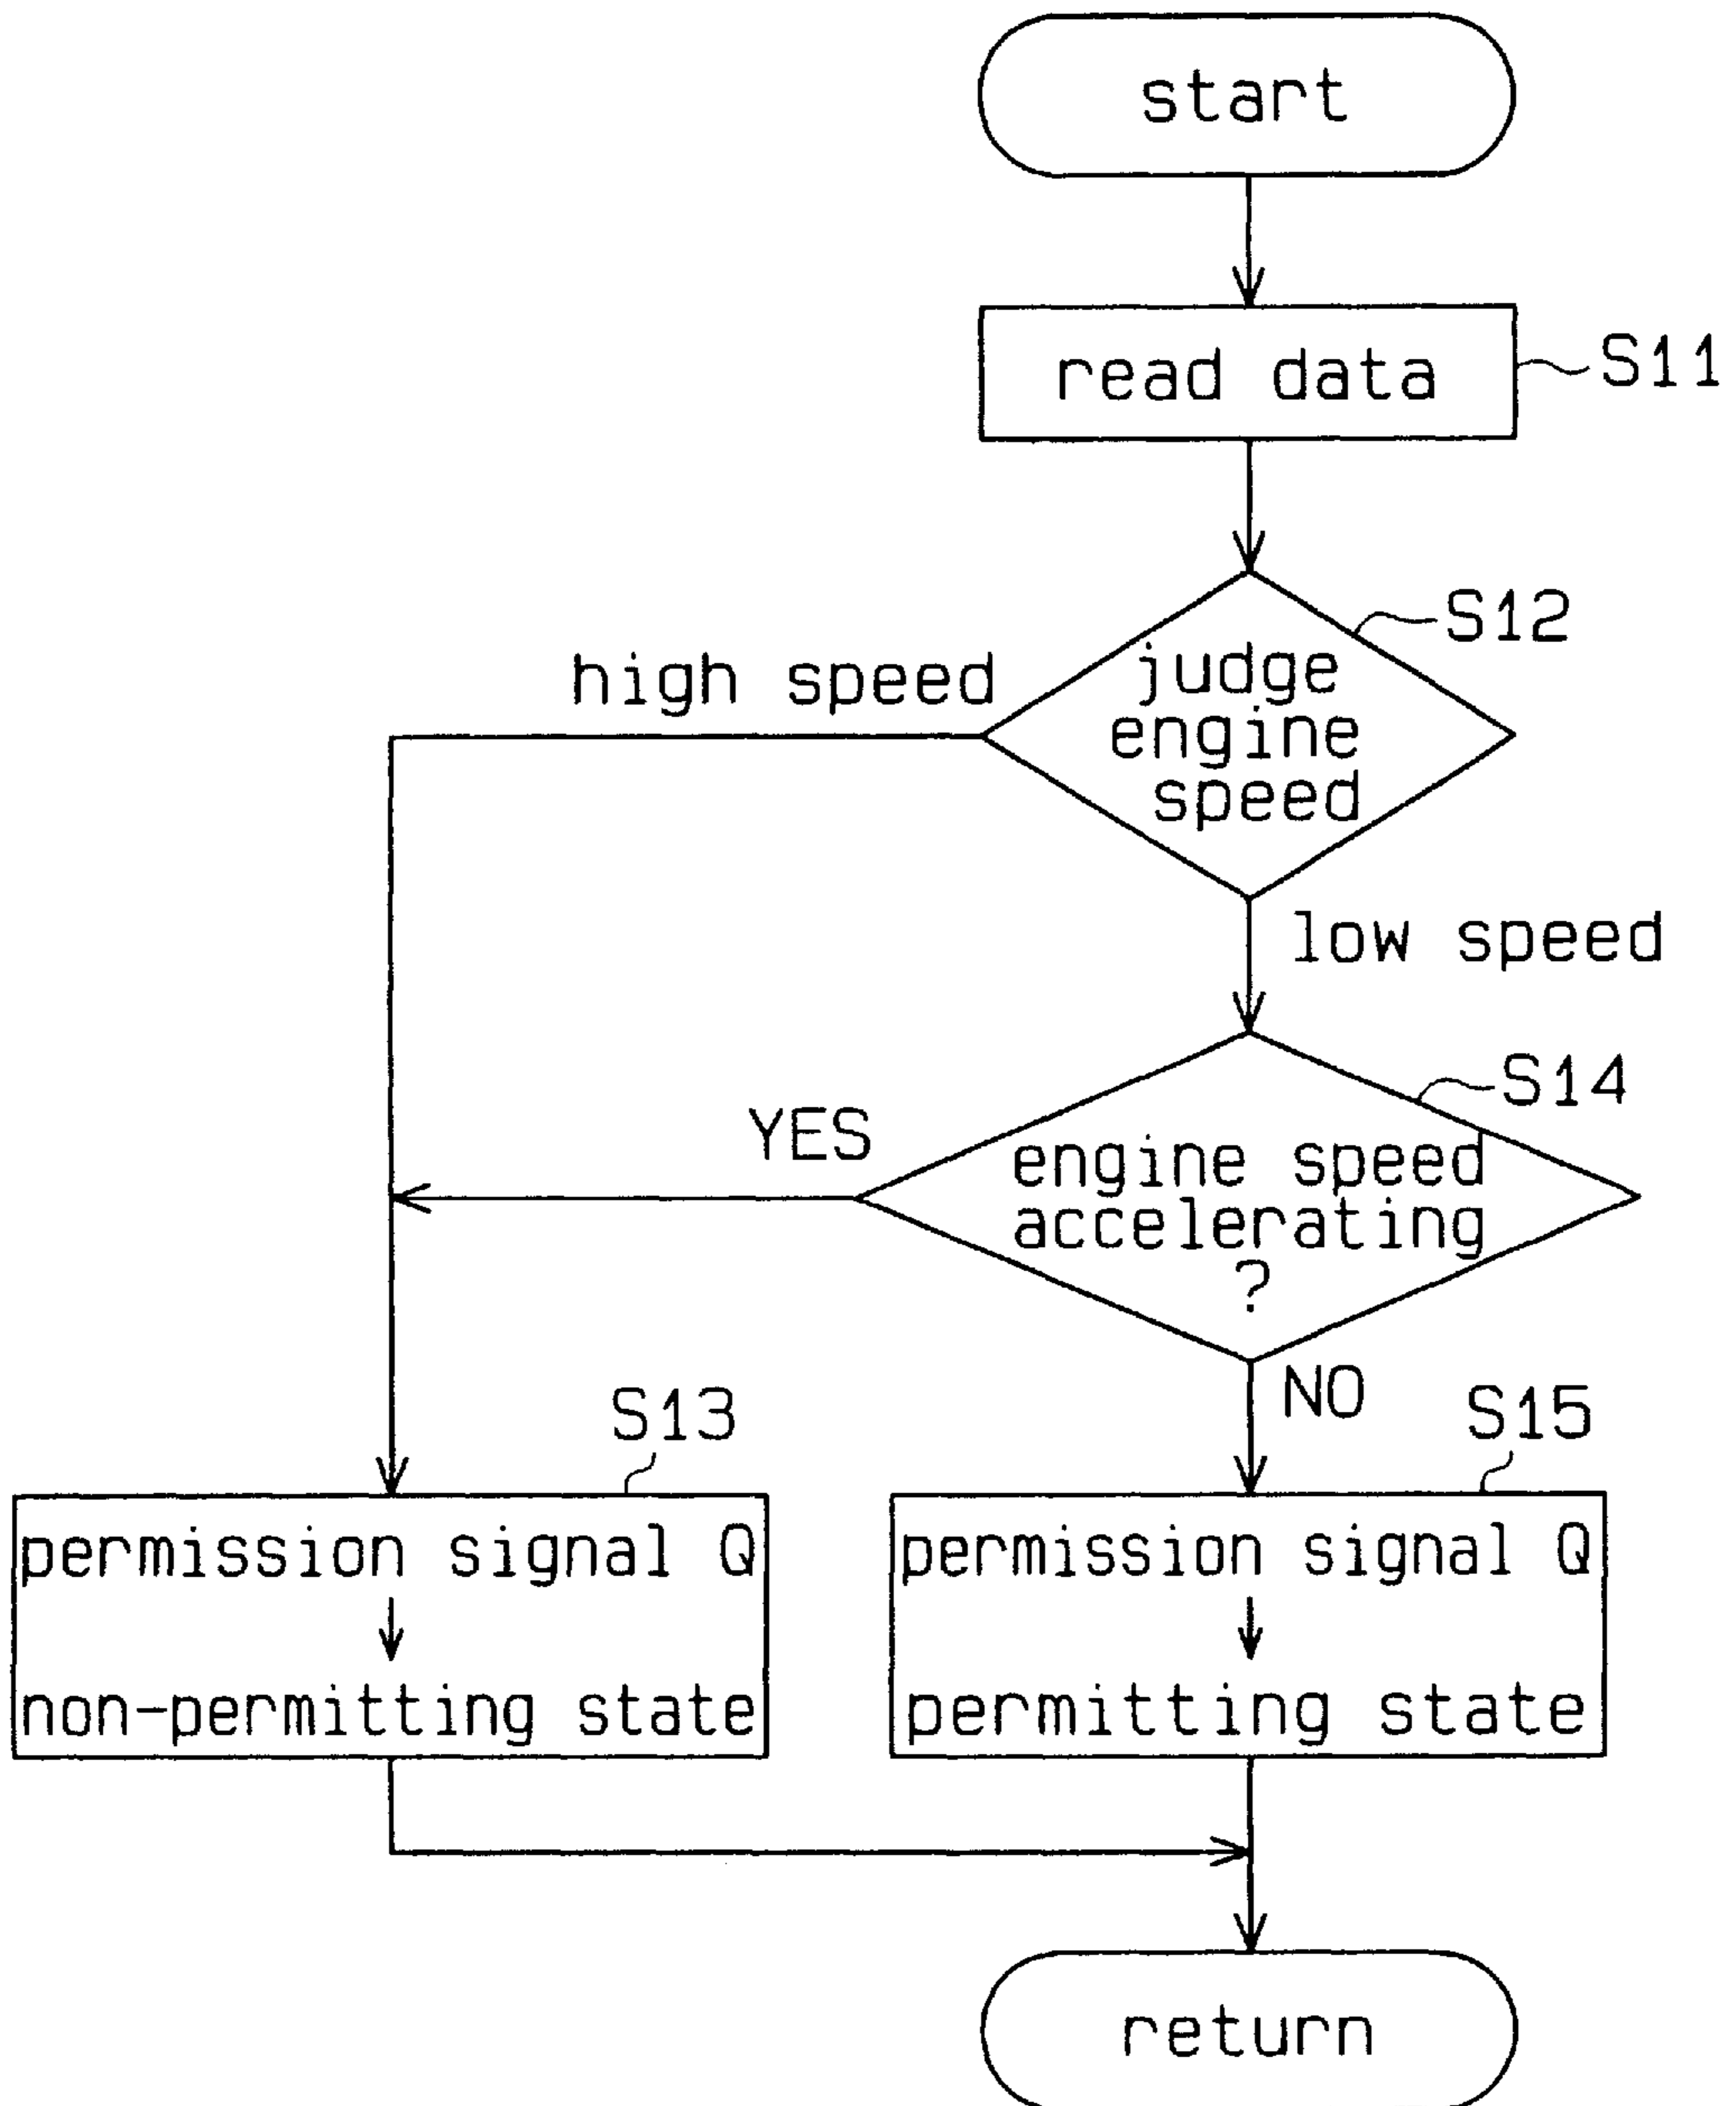 start
read data
S11
S12
judge
engine
speed
high speed
low speed
S14
engine speed
accelerating
?
YES
NO
S13
S15
permission signal Q
non-permitting state
permission signal Q
permitting state
return